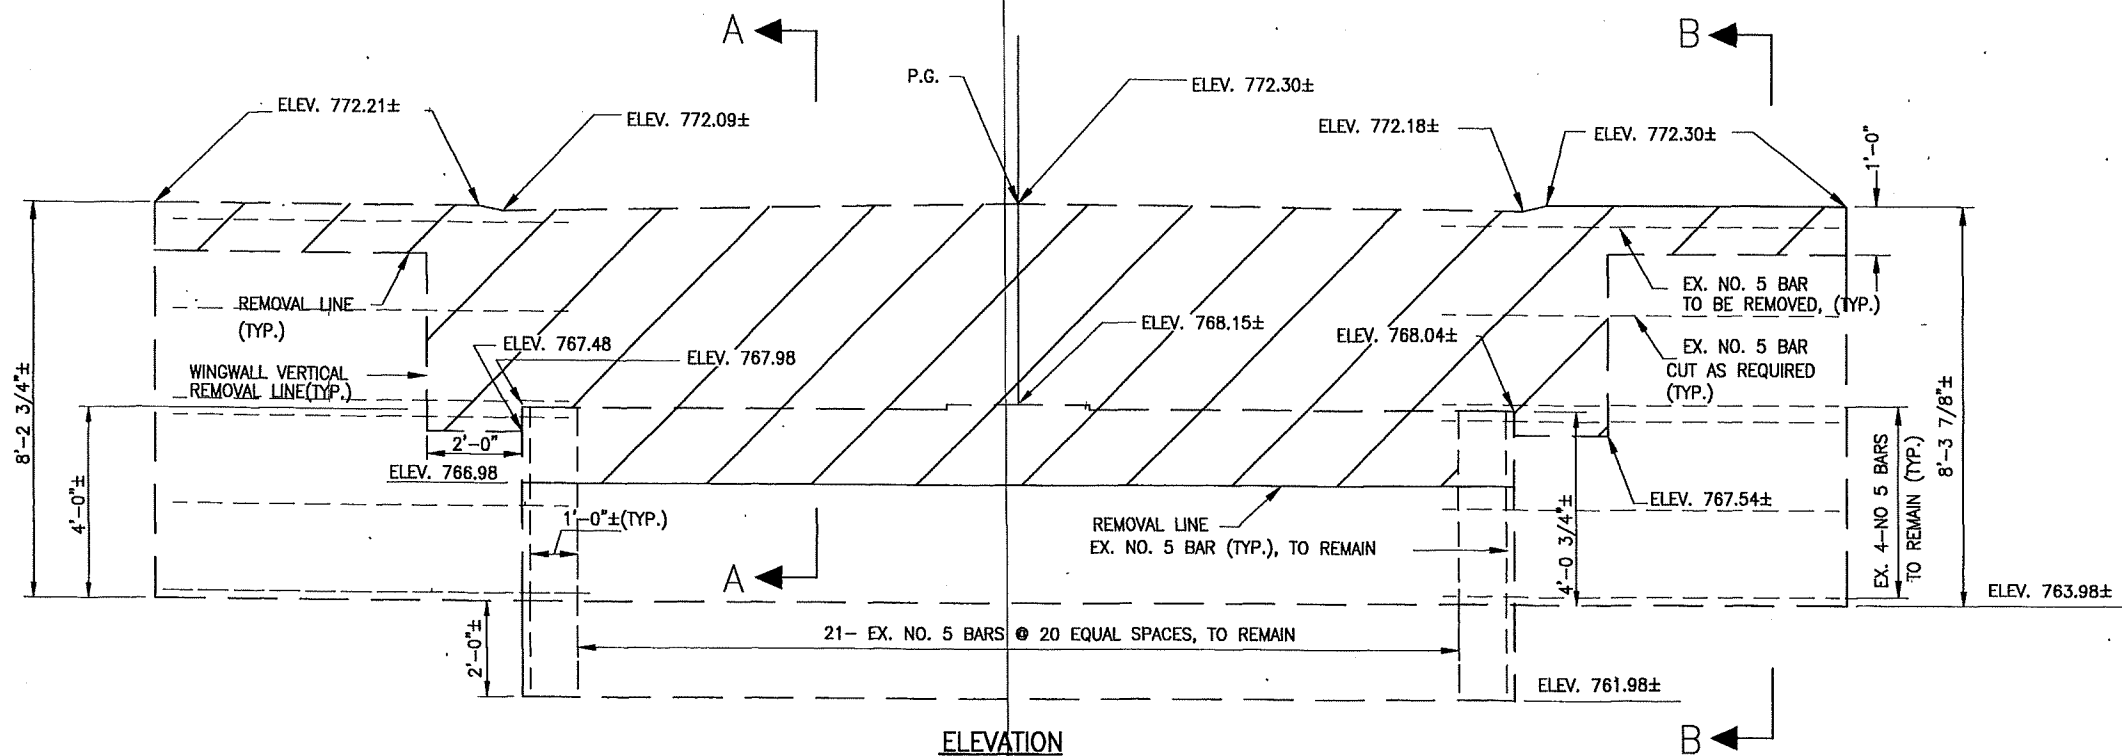 A
B
P.G.
ELEV. 772.30±
ELEV. 772.21±
ELEV. 772.09±
ELEV. 772.18±
ELEV. 772.30±
1'-0"
REMOVAL LINE
(TYP.)
EX. NO. 5 BAR
TO BE REMOVED, (TYP.)
ELEV. 768.15±
ELEV. 768.04±
ELEV. 767.48
ELEV. 767.98
EX. NO. 5 BAR
CUT AS REQUIRED
(TYP.)
WINGWALL VERTICAL
REMOVAL LINE(TYP.)
8'-2 3/4"±
4'-0"±
2'-0"
ELEV. 766.98
1'-0"±(TYP.)
REMOVAL LINE
EX. NO. 5 BAR (TYP.), TO REMAIN
ELEV. 767.54±
4'-0 3/4"±
EX. 4-NO 5 BARS
TO REMAIN (TYP.)
8'-3 7/8"±
A
ELEV. 763.98±
2'-0"±
21- EX. NO. 5 BARS @ 20 EQUAL SPACES, TO REMAIN
ELEV. 761.98±
ELEVATION
B